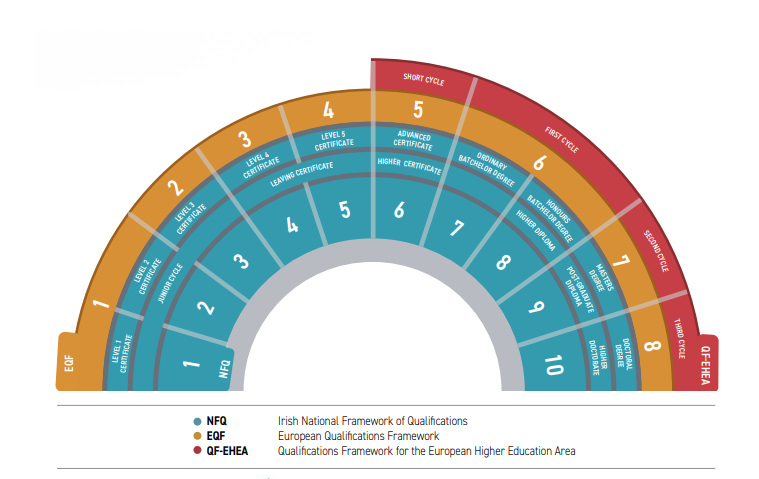 SHORT CYCLE
FIRST CYCLE
SECOND CYCLE
THIRD CYCLE
QF-EHEA
EQF
1
2
3
4
5
6
7
8
LEVEL 1
CERTIFICATE
LEVEL 2
CERTIFICATE
LEVEL 3
CERTIFICATE
LEVEL 4
CERTIFICATE
LEVEL 5
CERTIFICATE
ADVANCED
CERTIFICATE
ORDINARY
BATCHELOR DEGREE
HONOURS
BATCHELOR DEGREE
MASTERS
DEGREE
DOCTORAL
DEGREE
JUNIOR CYCLE
LEAVING CERTIFICATE
HIGHER CERTIFICATE
HIGHER DIPLOMA
POST-GRADUATE
DIPLOMA
HIGHER
DOCTORATE
NFQ
1
2
3
4
5
6
7
8
9
10
NFQ Irish National Framework of Qualifications
EQF European Qualifications Framework
QF-EHEA Qualifications Framework for the European Higher Education Area